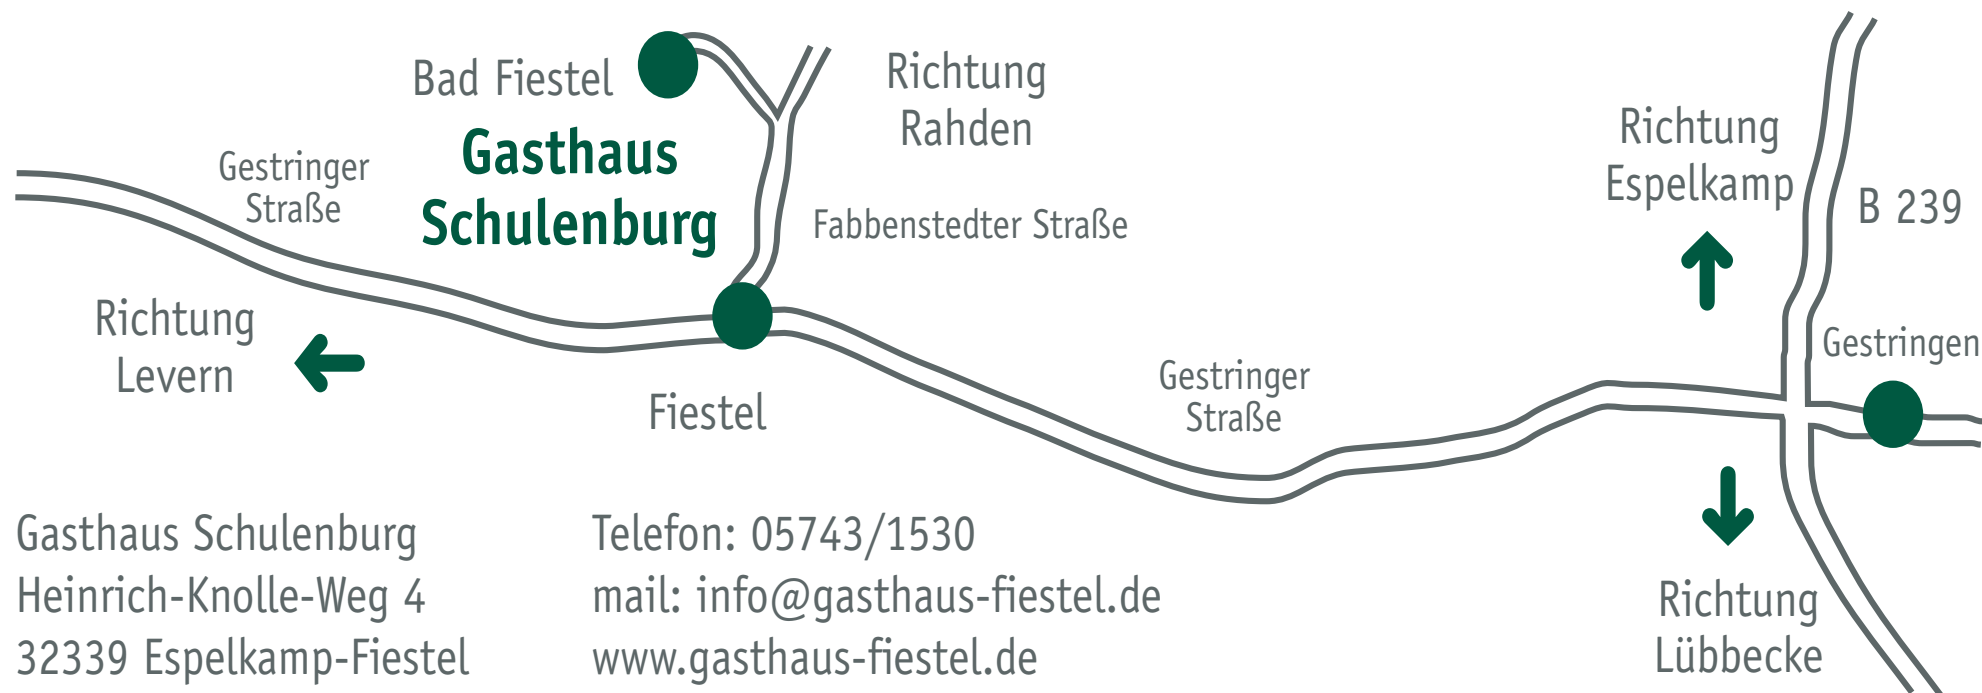 Bad Fiestel
Gasthaus
Schulenburg
Richtung
Rahden
Gestringer
Straße
Fabbenstedter Straße
Richtung
Espelkamp
B 239
Richtung
Levern
Fiestel
Gestringer
Straße
Gestringen
Richtung
Lübbecke
Gasthaus Schulenburg
Heinrich-Knolle-Weg 4
32339 Espelkamp-Fiestel
Telefon: 05743/1530
mail: info@gasthaus-fiestel.de
www.gasthaus-fiestel.de